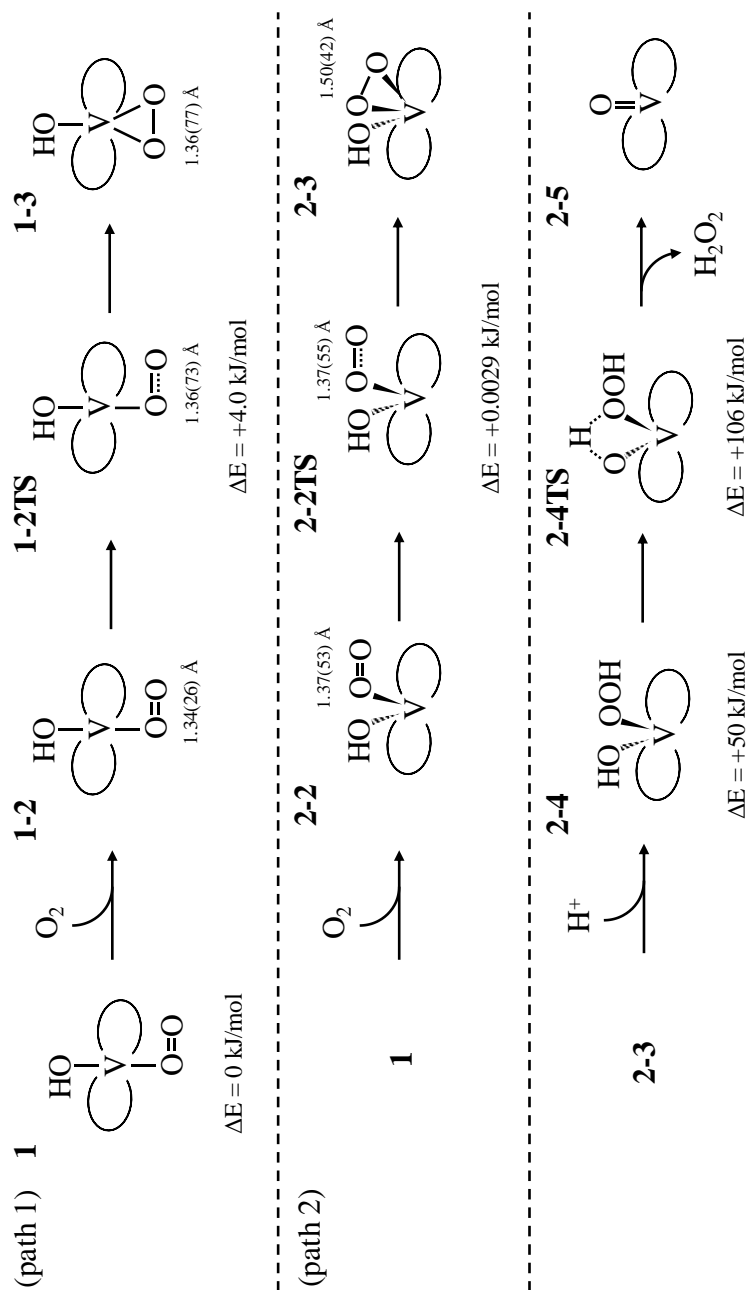 (path 1)
1
HO
V
O=O
ΔE = 0 kJ/mol
O2
1-2
HO
V
O=O
1.34(26) Å
1-2TS
HO
V
O=O
1.36(73) Å
ΔE = +4.0 kJ/mol
1-3
HO
V
O-O
1.36(77) Å
(path 2)
1
O2
2-2
1.37(53) Å
HO O=O
V
2-2TS
1.37(55) Å
HO O=O
V
ΔE = +0.0029 kJ/mol
2-3
1.50(42) Å
HO O-O
V
2-3
H+
2-4
HO OOH
V
ΔE = +50 kJ/mol
2-4TS
H
O OOH
V
ΔE = +106 kJ/mol
H2O2
2-5
O
V